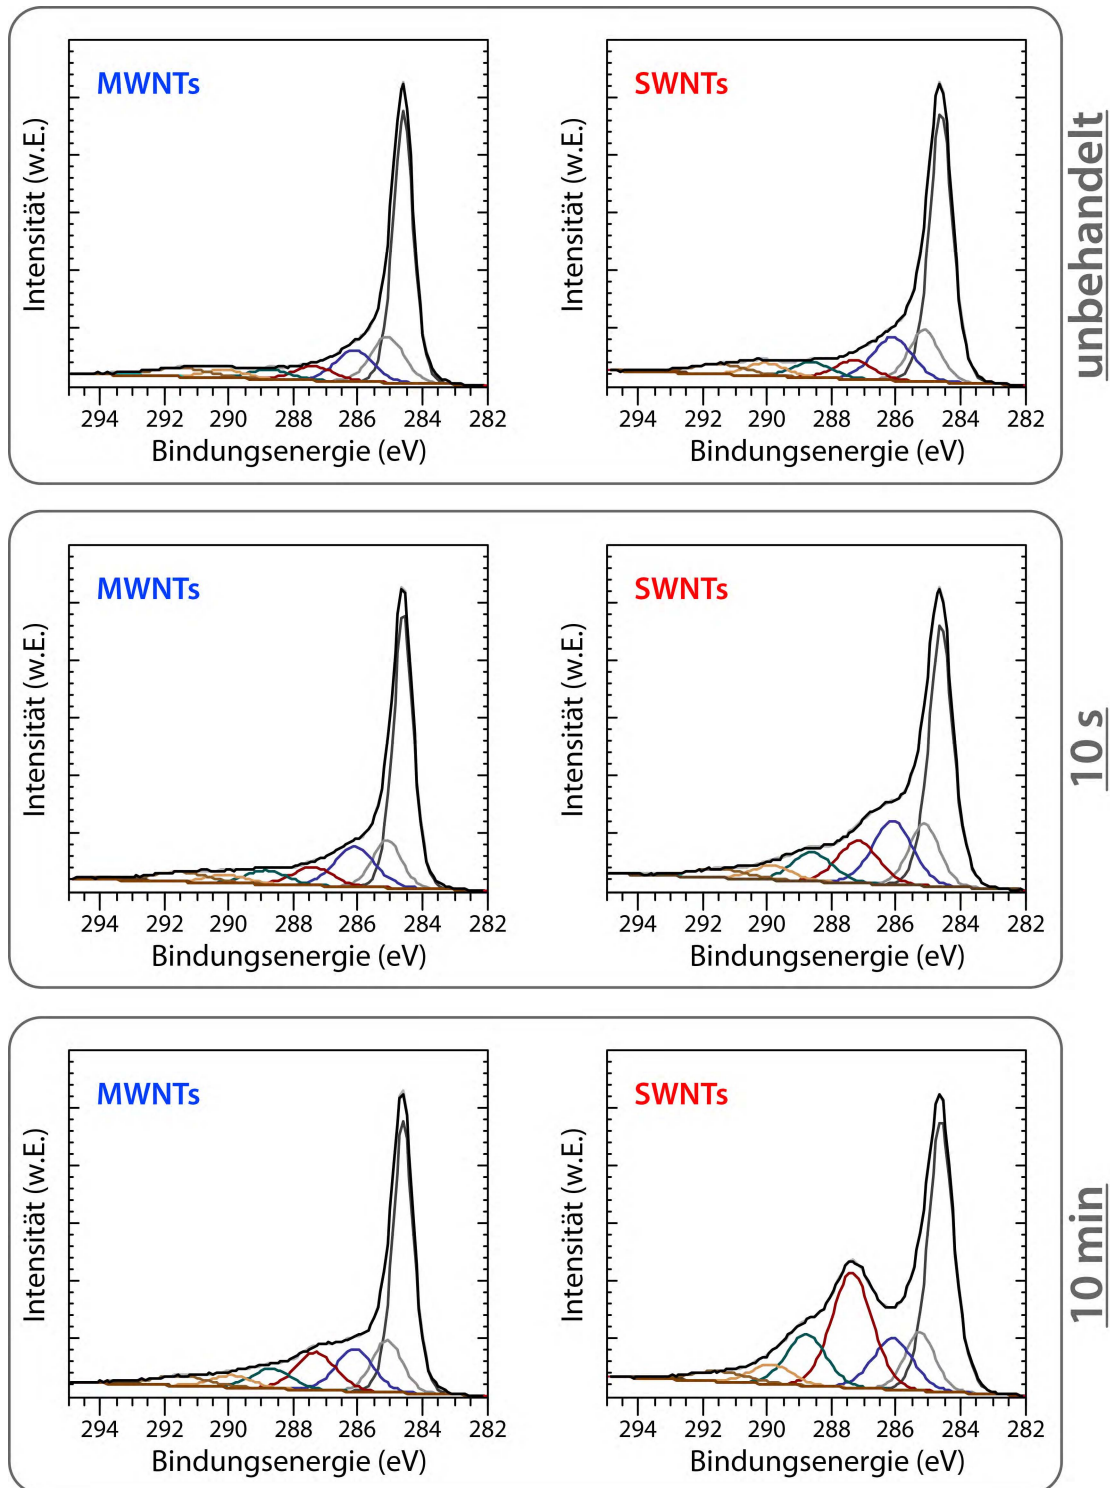 MWNTs
Intensität (w.E.)
294 292 290 288 286 284 282
Bindungsenergie (eV)
SWNTs
Intensität (w.E.)
294 292 290 288 286 284 282
Bindungsenergie (eV)
unbehandelt
MWNTs
Intensität (w.E.)
294 292 290 288 286 284 282
Bindungsenergie (eV)
SWNTs
Intensität (w.E.)
294 292 290 288 286 284 282
Bindungsenergie (eV)
10 s
MWNTs
Intensität (w.E.)
294 292 290 288 286 284 282
Bindungsenergie (eV)
SWNTs
Intensität (w.E.)
294 292 290 288 286 284 282
Bindungsenergie (eV)
10 min